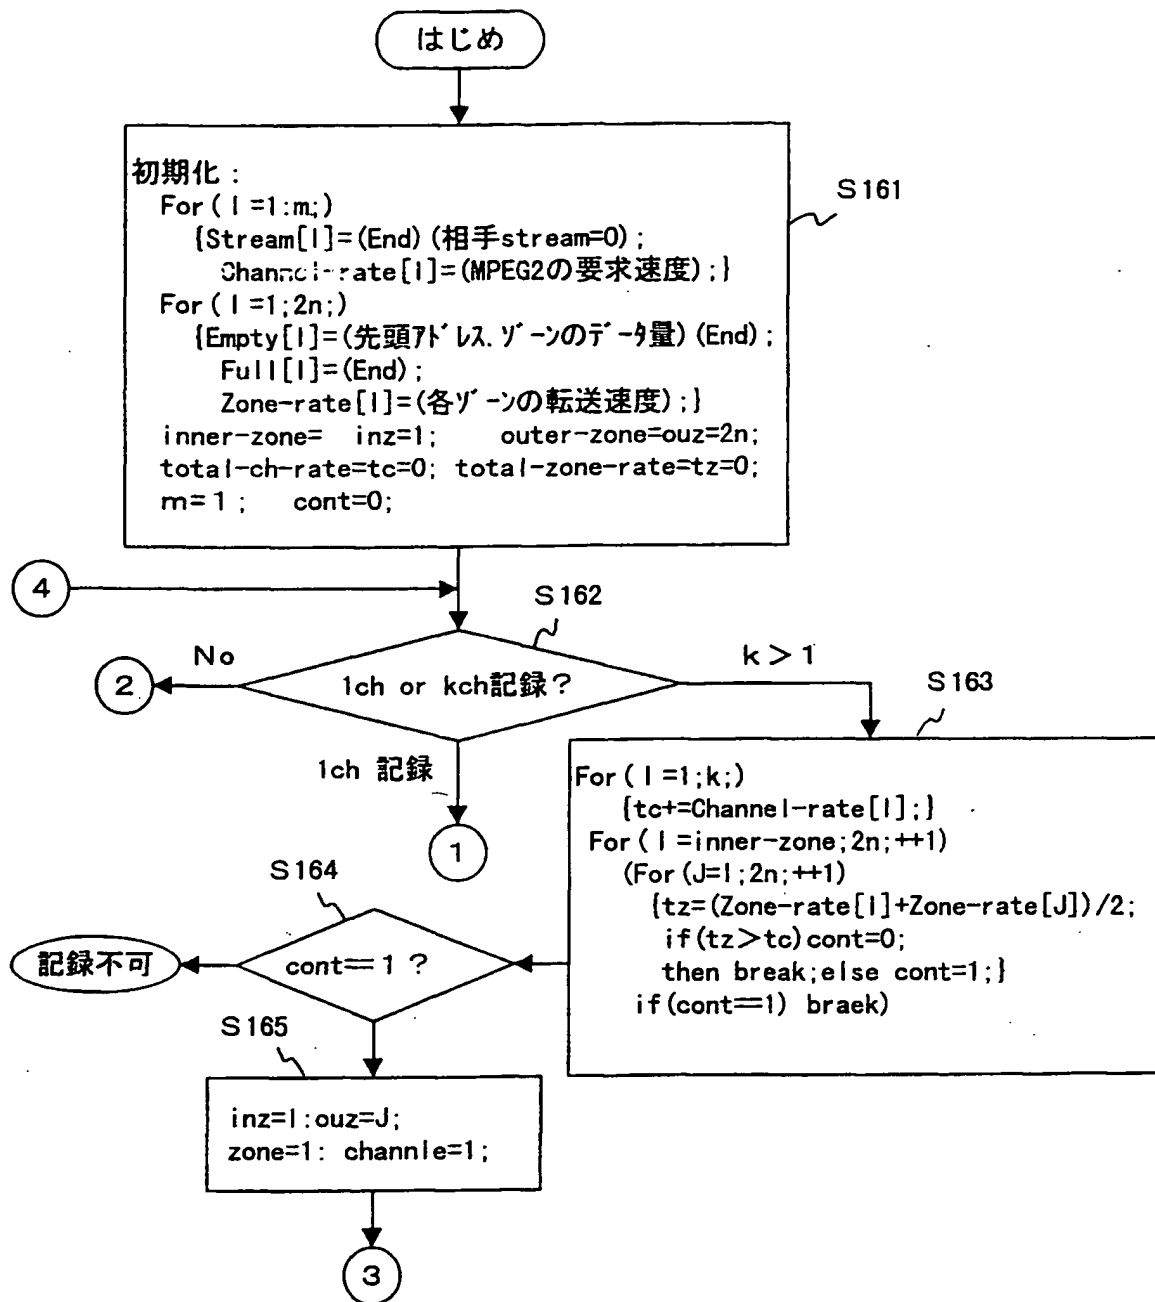 はじめ
初期化:
For(I=1:m;)
{Stream[I]=(End)(相手stream=0);
Channel-rate[I]=(MPEG2の要求速度);}
For(I=1;2n;)
{Empty[I]=(先頭アドレス.ゾーンのデータ量)(End);
Full[I]=(End);
Zone-rate[I]=(各ゾーンの転送速度);}
inner-zone= inz=1; outer-zone=ouz=2n;
total-ch-rate=tc=0; total-zone-rate=tz=0;
m=1; cont=0;
S161
4
S162
No
2
1ch or kch記録?
k>1
1ch 記録
1
S163
For(I=1;k;)
{tc+=Channel-rate[I];}
For(I=inner-zone;2n;++1)
(For(J=I;2n;++1)
{tz=(Zone-rate[I]+Zone-rate[J])/2;
if(tz>tc)cont=0;
then break;else cont=1;}
if(cont==1) braek)
S164
cont==1?
記録不可
S165
inz=I:ouz=J;
zone=1: channle=1;
3